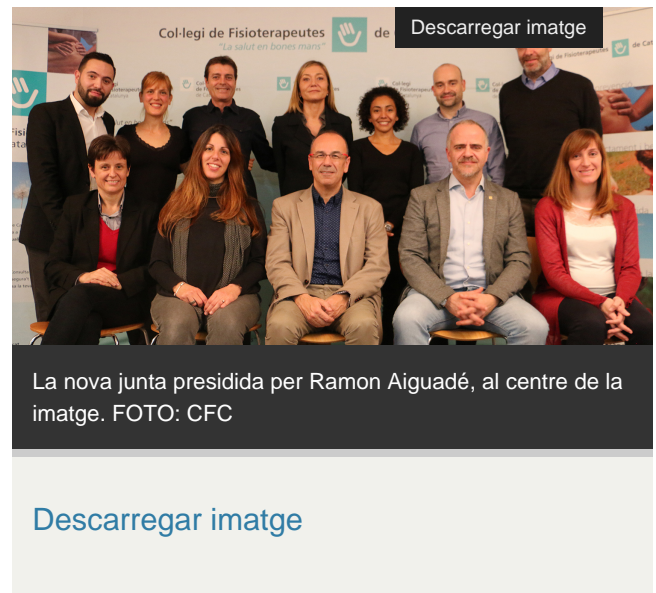 Descarregar imatge
Col·legi de Fisioterapeutes
"La salut en bones mans"
La nova junta presidida per Ramon Aiguadé, al centre de la
imatge. FOTO: CFC
Descarregar imatge